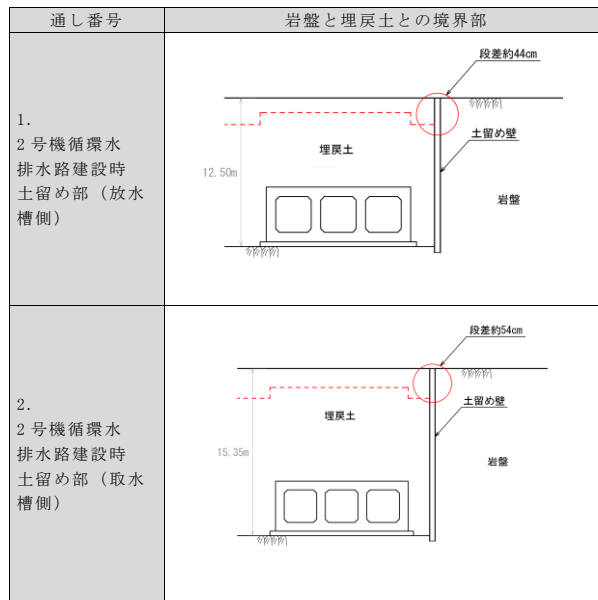 通し番号
岩盤と埋戻土との境界部
1.
2号機循環水
排水路建設時
土留め部（放水
槽側）
段差約44cm
土留め壁
埋戻土
12.50m
岩盤
2.
2号機循環水
排水路建設時
土留め部（取水
槽側）
段差約54cm
土留め壁
埋戻土
15.35m
岩盤